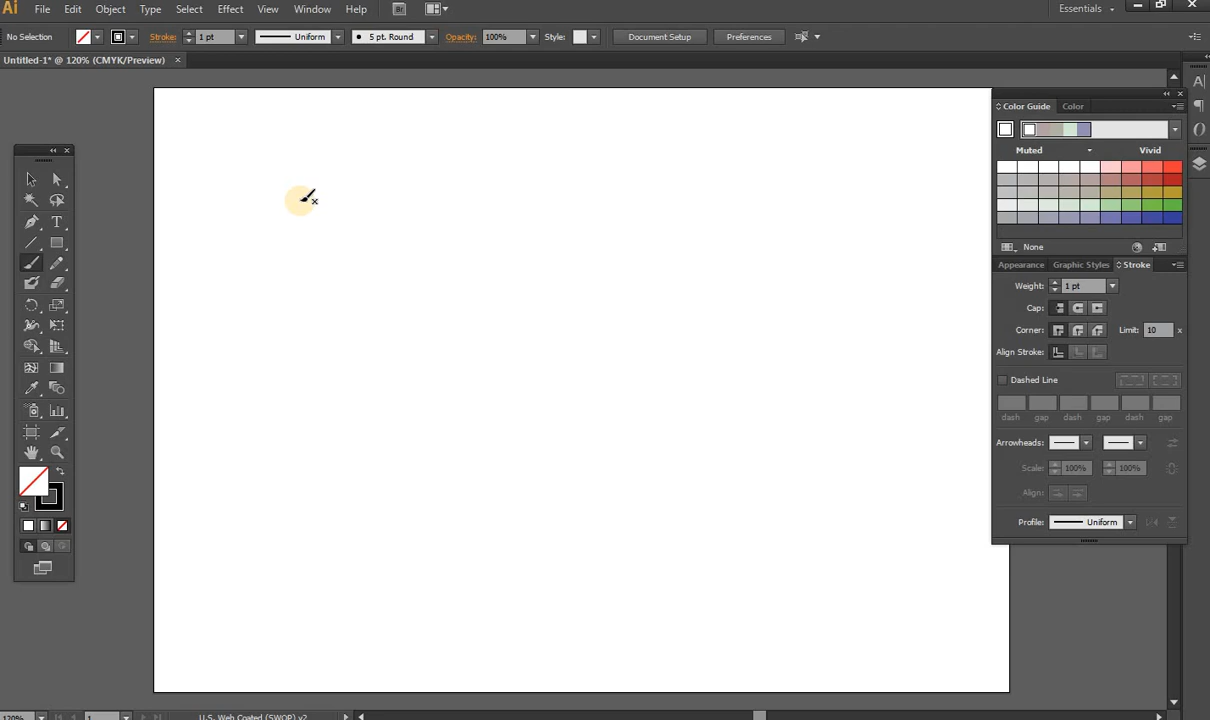 Ai File Edit Object Type Select Effect View Window Help Br Essentials
No Selection Stroke: 1 pt Uniform 5 pt. Round Opacity: 100% Style: Document Setup Preferences
Untitled-1* @ 120% (CMYK/Preview) ×
Color Guide Color
Muted Vivid
None
Appearance Graphic Styles Stroke
Weight: 1 pt
Cap:
Corner: Limit: 10 x
Align Stroke:
Dashed Line
dash gap dash gap dash gap
Arrowheads:
Scale: 100% 100%
Align:
Profile: Uniform
120% 1 U.S. Web Coated (SWOP) v2